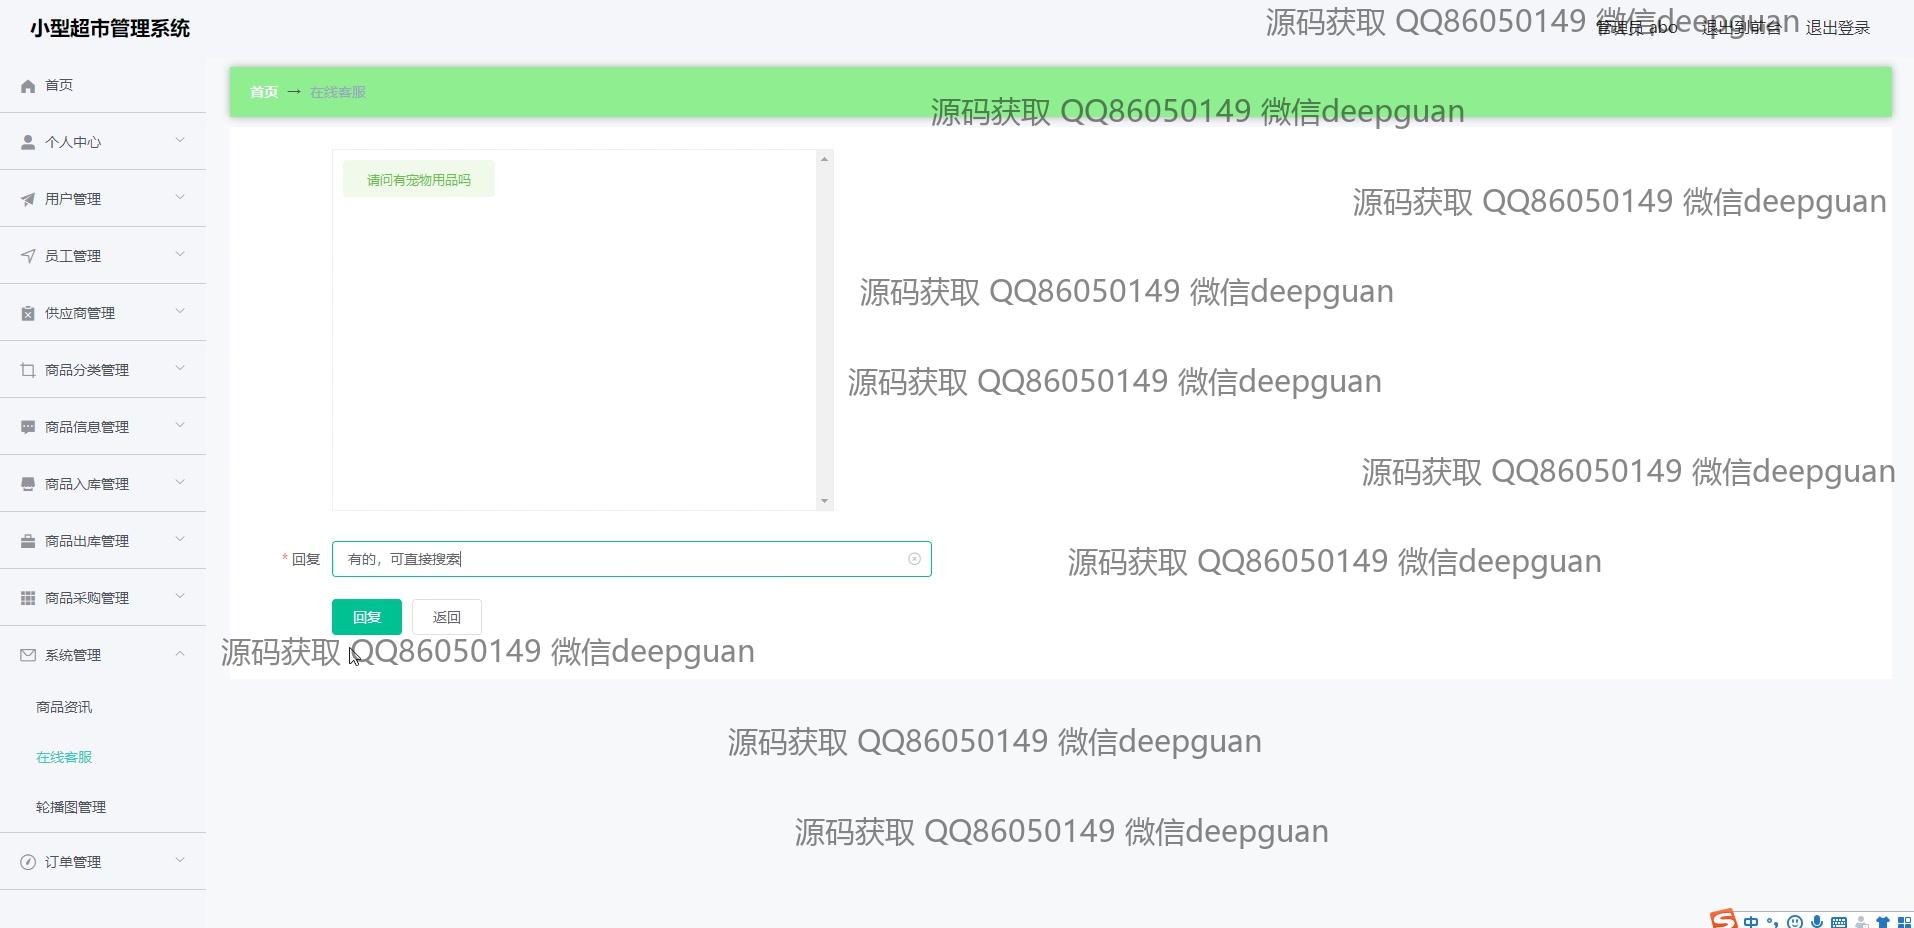 小型超市管理系统
源码获取 QQ86050149 微信deepguan
管理员 abo 退出到前台 退出登录
首页
个人中心
用户管理
员工管理
供应商管理
商品分类管理
商品信息管理
商品入库管理
商品出库管理
商品采购管理
系统管理
商品资讯
在线客服
轮播图管理
订单管理
首页 → 在线客服
源码获取 QQ86050149 微信deepguan
请问有宠物用品吗
源码获取 QQ86050149 微信deepguan
源码获取 QQ86050149 微信deepguan
源码获取 QQ86050149 微信deepguan
源码获取 QQ86050149 微信deepguan
* 回复 有的，可直接搜索
源码获取 QQ86050149 微信deepguan
回复 返回
源码获取 QQ86050149 微信deepguan
源码获取 QQ86050149 微信deepguan
源码获取 QQ86050149 微信deepguan
中